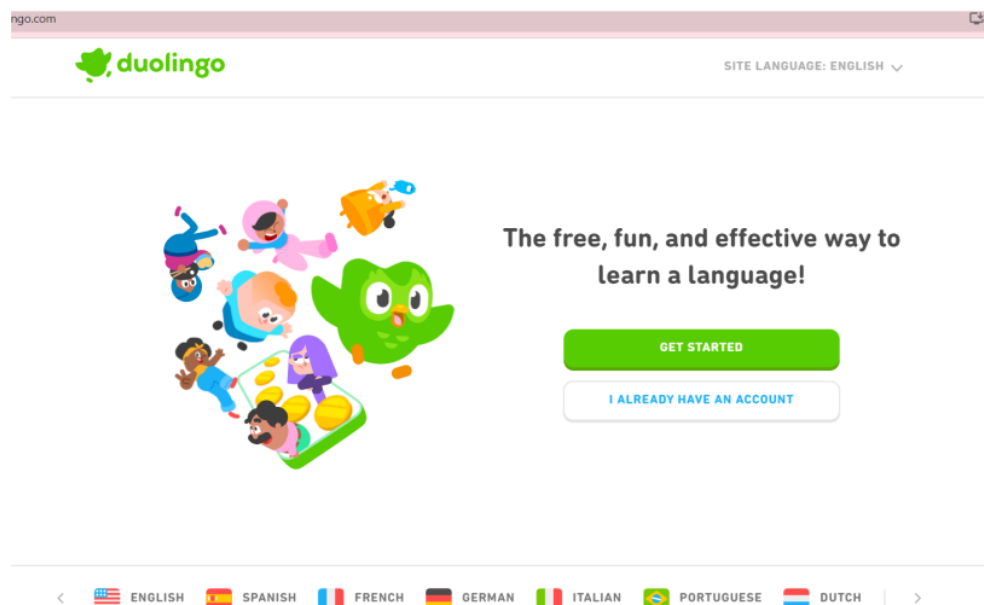 ngo.com
duolingo
SITE LANGUAGE: ENGLISH
The free, fun, and effective way to
learn a language!
GET STARTED
I ALREADY HAVE AN ACCOUNT
ENGLISH SPANISH FRENCH GERMAN ITALIAN PORTUGUESE DUTCH